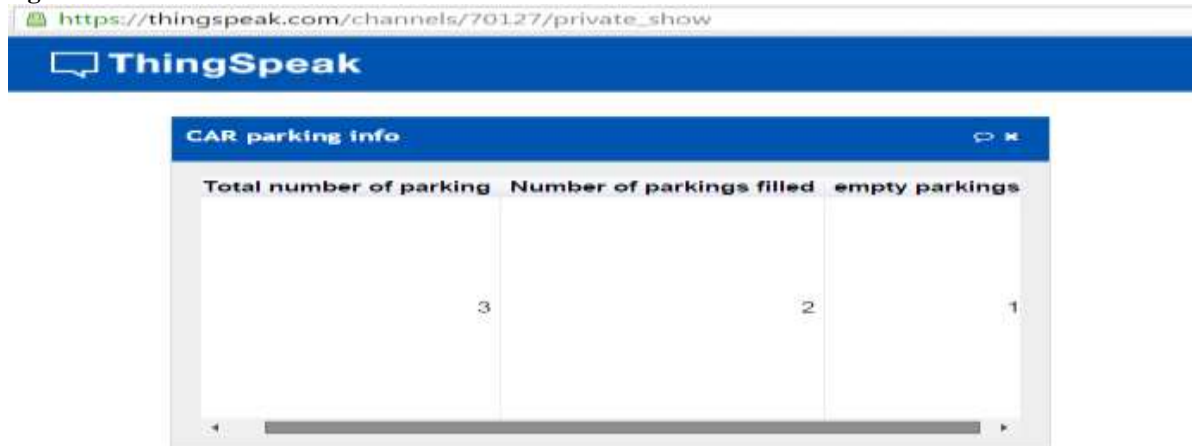 https://thingspeak.com/channels/70127/private_show
ThingSpeak
CAR parking info
Total number of parking Number of parkings filled empty parkings
3 2 1